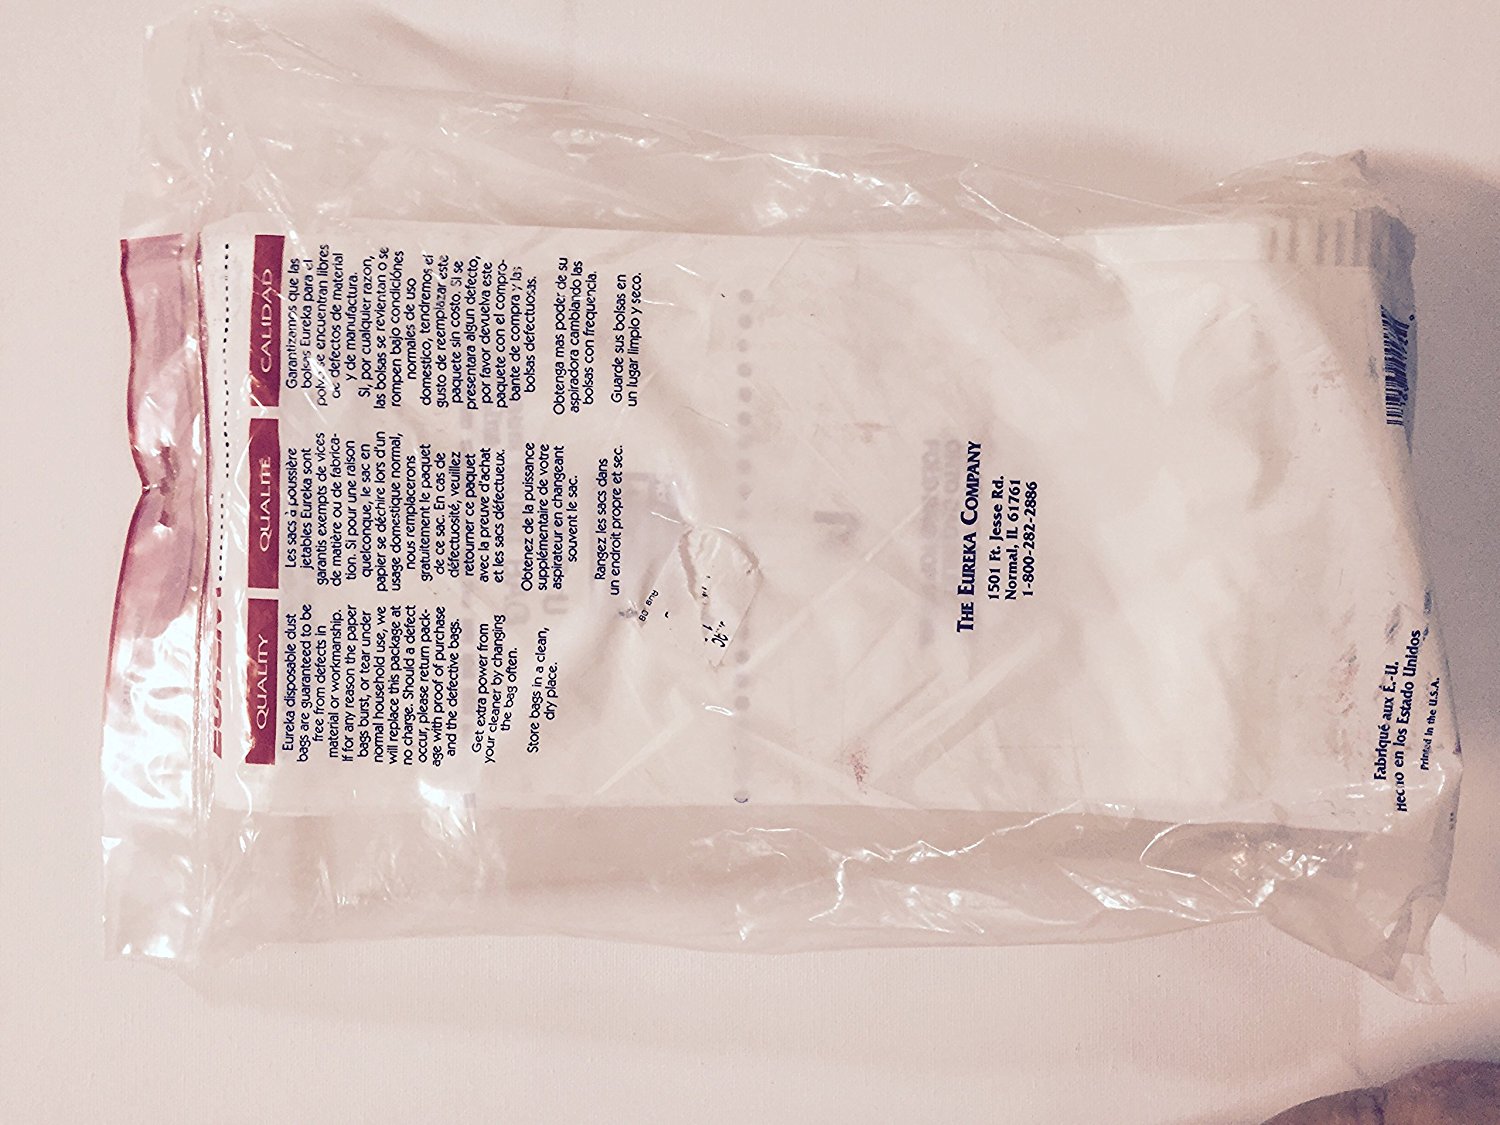 QUALITY
Eureka disposable dust
bags are guaranteed to be
free from defects in
material or workmanship.
If for any reason the paper
bags burst, or tear under
normal household use, we
will replace this package at
no charge. Should a defect
occur, please return pack-
age with proof of purchase
and the defective bags.
Get extra power from
your cleaner by changing
the bag often.
Store bags in a clean,
dry place.
QUALITÉ
Les sacs à poussière
jetables Eureka sont
garantis exempts de vices
de matière ou de fabrica-
tion. Si pour une raison
quelconque, le sac en
papier se déchire lors d'un
usage domestique normal,
nous remplacerons
gratuitement le paquet
de ce sac. En cas de
défectuosité, veuillez
retourner ce paquet
avec la preuve d'achat
et les sacs défectueux.
Obtenez de la puissance
supplémentaire de votre
aspirateur en changeant
souvent le sac.
Rangez les sacs dans
un endroit propre et sec.
CALIDAD
Garantizamos que las
bolsas Eureka para el
polvo se encuentran libres
de defectos de material
y de manufactura.
Si, por cualquier razon,
las bolsas se revientan o se
rompen bajo condiciónes
normales de uso
domestico, tendremos el
gusto de reemplazar este
paquete sin costo. Si se
presentara algun defecto,
por favor devuelva este
paquete con el compro-
bante de compra y las
bolsas defectuosas.
Obtenga mas poder de su
aspiradora cambiando las
bolsas con frequencia.
Guarde sus bolsas en
un lugar limpio y seco.
THE EUREKA COMPANY
1501 Ft. Jesse Rd.
Normal, IL 61761
1-800-282-2886
Fabriqué aux É.-U.
Hecho en los Estado Unidos
Printed in the U.S.A.